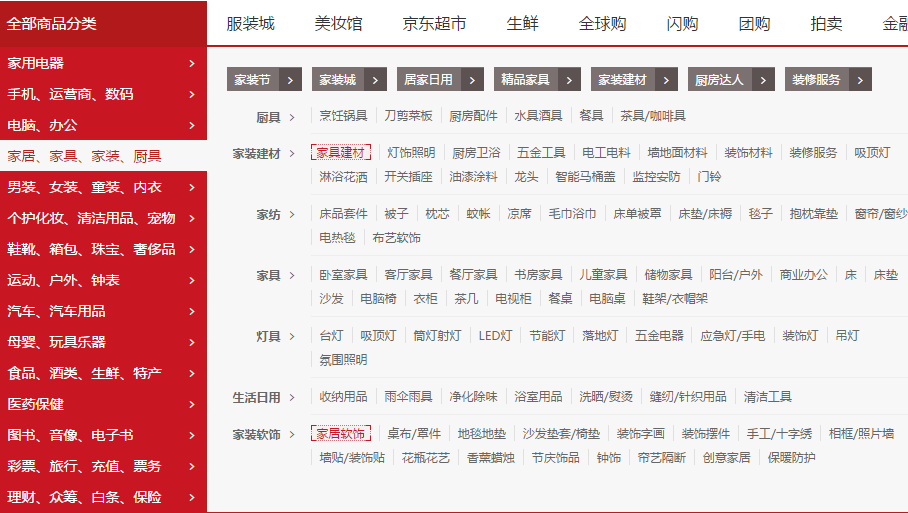 全部商品分类
服装城 美妆馆 京东超市 生鲜 全球购 闪购 团购 拍卖 金融
家用电器 >
手机、运营商、数码 >
电脑、办公 >
家居、家具、家装、厨具
男装、女装、童装、内衣 >
个护化妆、清洁用品、宠物 >
鞋靴、箱包、珠宝、奢侈品 >
运动、户外、钟表 >
汽车、汽车用品 >
母婴、玩具乐器 >
食品、酒类、生鲜、特产 >
医药保健 >
图书、音像、电子书 >
彩票、旅行、充值、票务 >
理财、众筹、白条、保险 >
家装节 > 家装城 > 居家日用 > 精品家具 > 家装建材 > 厨房达人 > 装修服务 >
厨具 > 烹饪锅具 刀剪菜板 厨房配件 水具酒具 餐具 茶具/咖啡具
家装建材 > 家具建材 灯饰照明 厨房卫浴 五金工具 电工电料 墙地面材料 装饰材料 装修服务 吸顶灯
淋浴花洒 开关插座 油漆涂料 龙头 智能马桶盖 监控安防 门铃
家纺 > 床品套件 被子 枕芯 蚊帐 凉席 毛巾浴巾 床单被罩 床垫/床褥 毯子 抱枕靠垫 窗帘/窗纱
电热毯 布艺软饰
家具 > 卧室家具 客厅家具 餐厅家具 书房家具 儿童家具 储物家具 阳台/户外 商业办公 床 床垫
沙发 电脑椅 衣柜 茶几 电视柜 餐桌 电脑桌 鞋架/衣帽架
灯具 > 台灯 吸顶灯 筒灯射灯 LED灯 节能灯 落地灯 五金电器 应急灯/手电 装饰灯 吊灯
氛围照明
生活日用 > 收纳用品 雨伞雨具 净化除味 浴室用品 洗晒/熨烫 缝纫/针织用品 清洁工具
家装软饰 > 家居软饰 桌布/罩件 地毯地垫 沙发垫套/椅垫 装饰字画 装饰摆件 手工/十字绣 相框/照片墙
墙贴/装饰贴 花瓶花艺 香薰蜡烛 节庆饰品 钟饰 帘艺隔断 创意家居 保暖防护